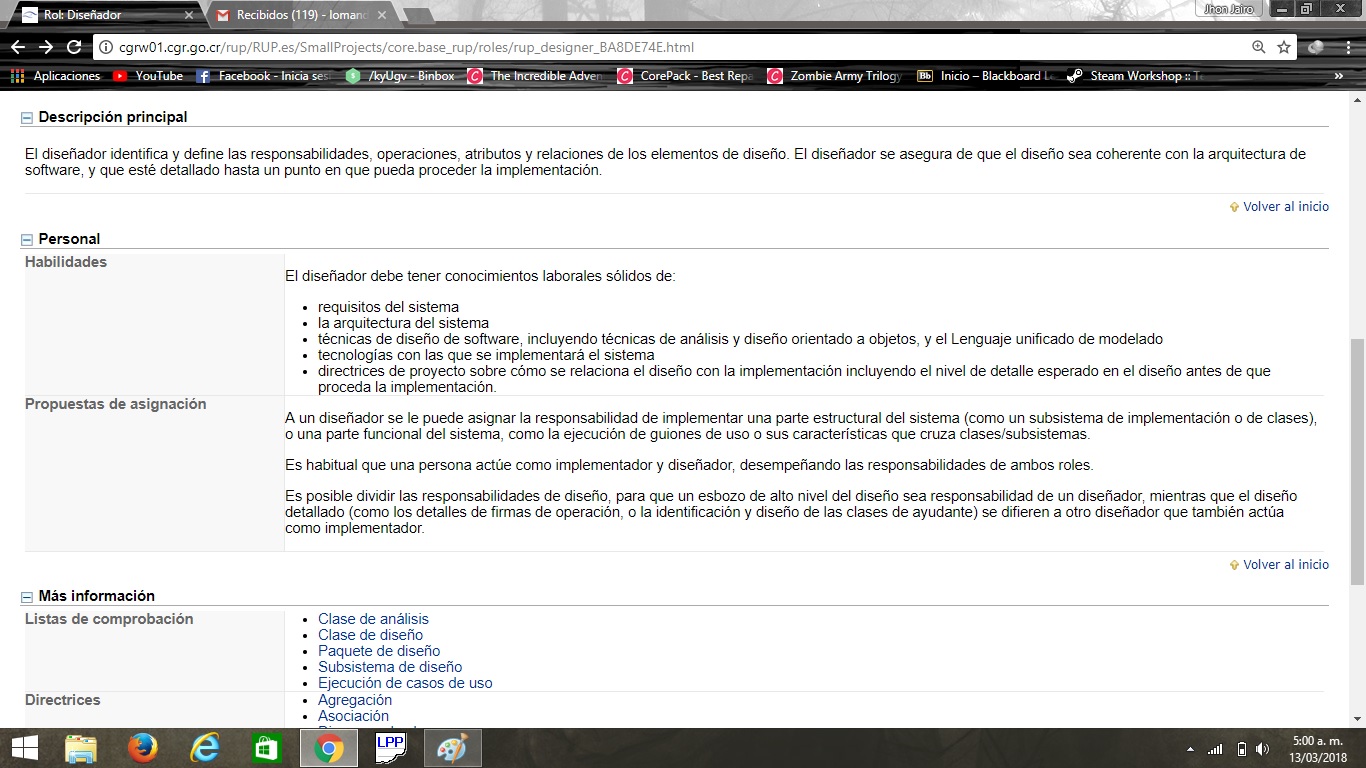 Rol: Diseñador
Recibidos (119) - lomand
Jhon Jairo
cgrw01.cgr.go.cr/rup/RUP.es/SmallProjects/core.base_rup/roles/rup_designer_BA8DE74E.html
Aplicaciones
YouTube
Facebook - Inicia ses
/kyUgv - Binbox
The Incredible Adven
CorePack - Best Repa
Zombie Army Trilogy
Bb Inicio – Blackboard L
Steam Workshop :: T
»
Descripción principal
El diseñador identifica y define las responsabilidades, operaciones, atributos y relaciones de los elementos de diseño. El diseñador se asegura de que el diseño sea coherente con la arquitectura de
software, y que esté detallado hasta un punto en que pueda proceder la implementación.
Volver al inicio
Personal
Habilidades
El diseñador debe tener conocimientos laborales sólidos de:
• requisitos del sistema
• la arquitectura del sistema
• técnicas de diseño de software, incluyendo técnicas de análisis y diseño orientado a objetos, y el Lenguaje unificado de modelado
• tecnologías con las que se implementará el sistema
• directrices de proyecto sobre cómo se relaciona el diseño con la implementación incluyendo el nivel de detalle esperado en el diseño antes de que
proceda la implementación.
Propuestas de asignación
A un diseñador se le puede asignar la responsabilidad de implementar una parte estructural del sistema (como un subsistema de implementación o de clases),
o una parte funcional del sistema, como la ejecución de guiones de uso o sus características que cruza clases/subsistemas.
Es habitual que una persona actúe como implementador y diseñador, desempeñando las responsabilidades de ambos roles.
Es posible dividir las responsabilidades de diseño, para que un esbozo de alto nivel del diseño sea responsabilidad de un diseñador, mientras que el diseño
detallado (como los detalles de firmas de operación, o la identificación y diseño de las clases de ayudante) se difieren a otro diseñador que también actúa
como implementador.
Volver al inicio
Más información
Listas de comprobación
• Clase de análisis
• Clase de diseño
• Paquete de diseño
• Subsistema de diseño
• Ejecución de casos de uso
Directrices
• Agregación
• Asociación
LPP
5:00 a. m.
13/03/2018